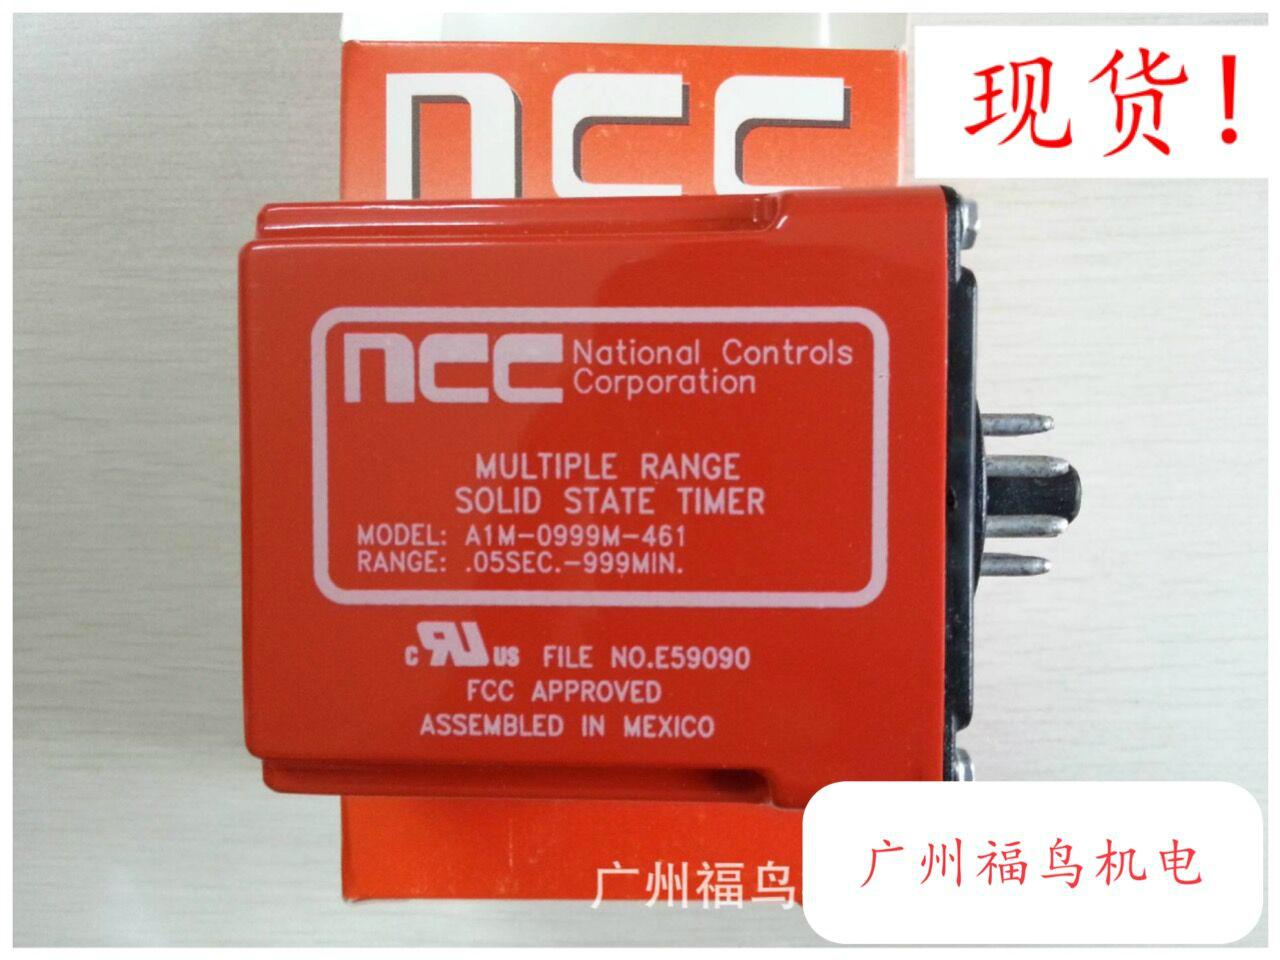 现货!
ncc
ncc National Controls
Corporation
MULTIPLE RANGE
SOLID STATE TIMER
MODEL: A1M-0999M-461
RANGE: .05SEC.-999MIN.
c RU US FILE NO.E59090
FCC APPROVED
ASSEMBLED IN MEXICO
广州福鸟
广州福鸟机电